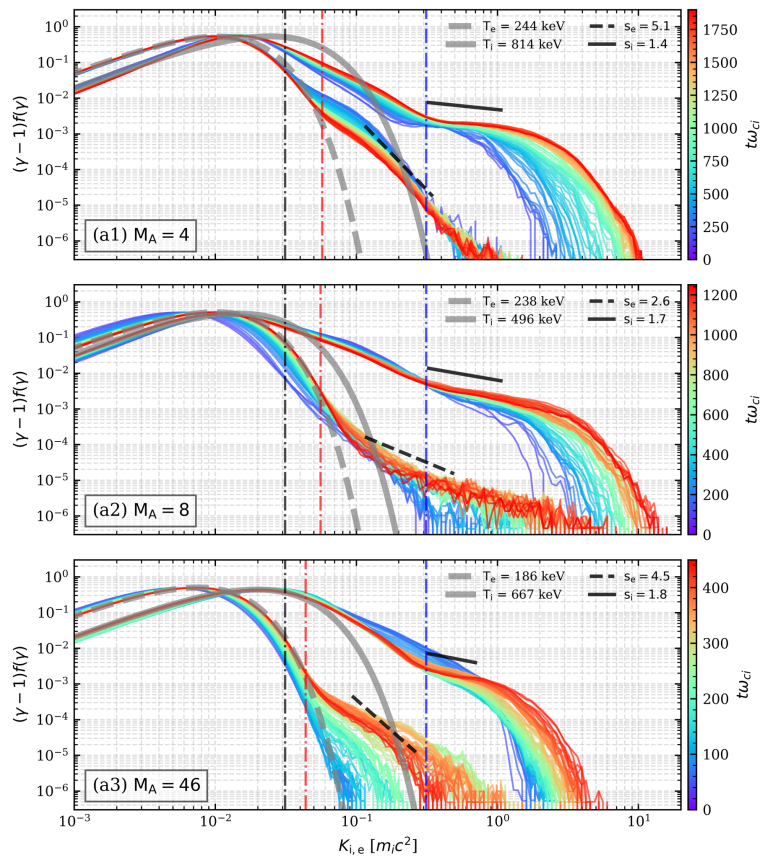 10⁰
10⁻¹
10⁻²
10⁻³
10⁻⁴
10⁻⁵
10⁻⁶
(γ − 1)f(γ)
Tₑ = 244 keV
Tᵢ = 814 keV
sₑ = 5.1
sᵢ = 1.4
(a1) M_A = 4
1750
1500
1250
1000
750
500
250
0
tω_ci
10⁰
10⁻¹
10⁻²
10⁻³
10⁻⁴
10⁻⁵
10⁻⁶
(γ − 1)f(γ)
Tₑ = 238 keV
Tᵢ = 496 keV
sₑ = 2.6
sᵢ = 1.7
(a2) M_A = 8
1200
1000
800
600
400
200
0
tω_ci
10⁰
10⁻¹
10⁻²
10⁻³
10⁻⁴
10⁻⁵
10⁻⁶
(γ − 1)f(γ)
Tₑ = 186 keV
Tᵢ = 667 keV
sₑ = 4.5
sᵢ = 1.8
(a3) M_A = 46
400
300
200
100
0
tω_ci
10⁻³
10⁻²
10⁻¹
10⁰
10¹
K_i,e [mᵢc²]